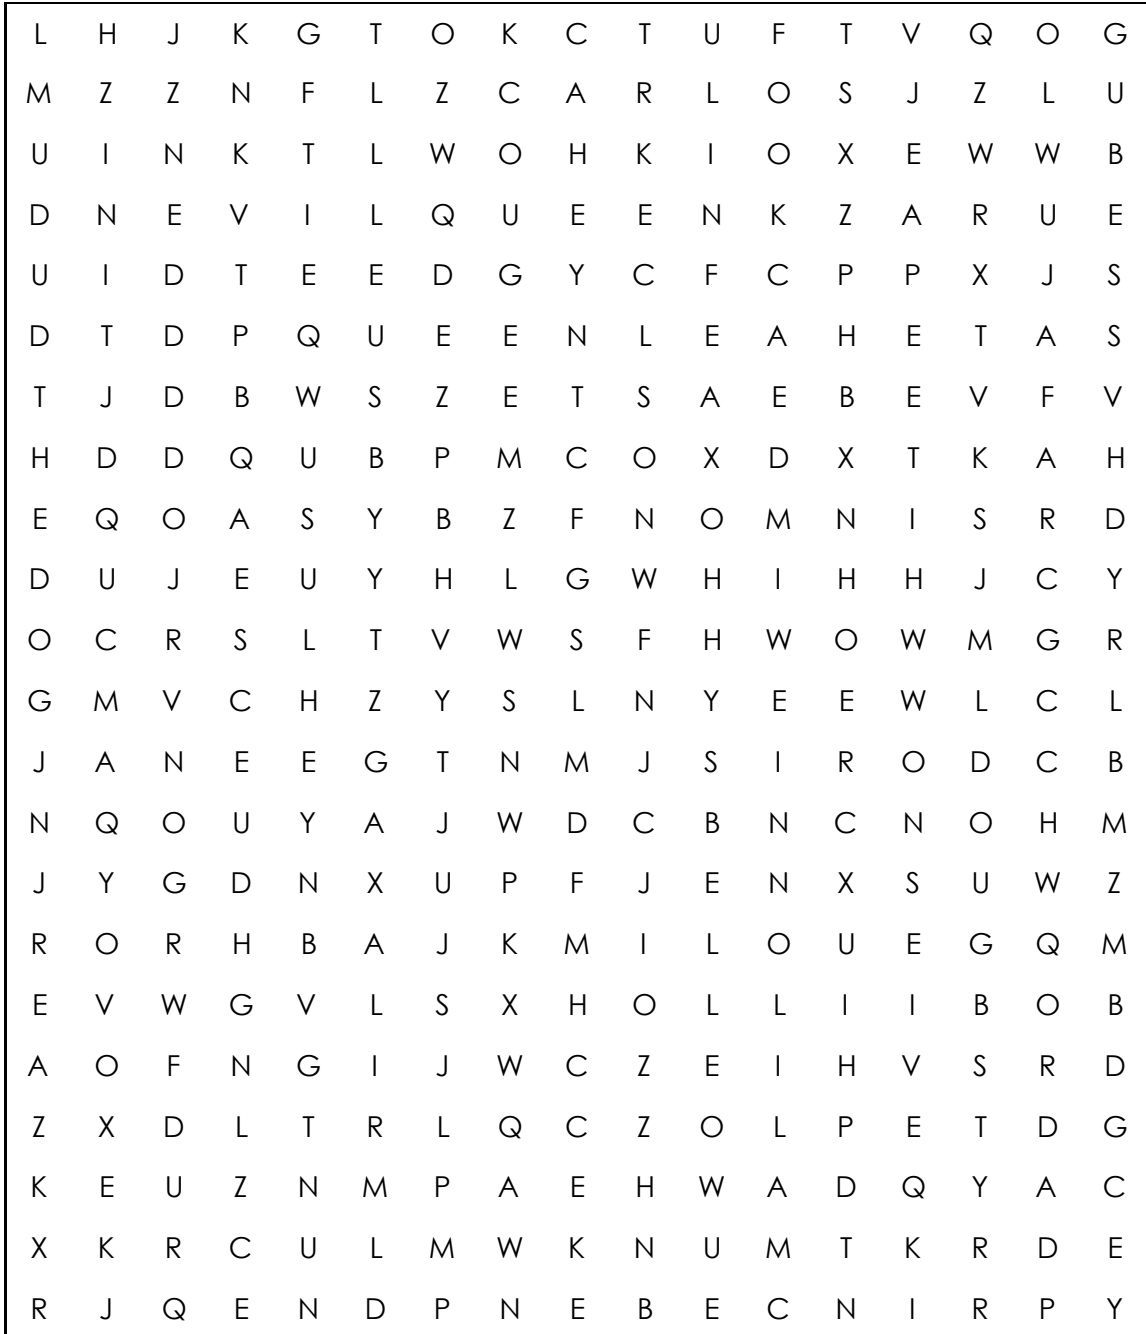 L H J K G T O K C T U F T V Q O G
M Z Z N F L Z C A R L O S J Z L U
U I N K T L W O H K I O X E W W B
D N E V I L Q U E E N K Z A R U E
U I D T E E D G Y C F C P P X J S
D T D P Q U E E N L E A H E T A S
T J D B W S Z E T S A E B E V F V
H D D Q U B P M C O X D X T K A H
E Q O A S Y B Z F N O M N I S R D
D U J E U Y H L G W H I H H J C Y
O C R S L T V W S F H W O W M G R
G M V C H Z Y S L N Y E E W L C L
J A N E E G T N M J S I R O D C B
N Q O U Y A J W D C B N C N O H M
J Y G D N X U P F J E N X S U W Z
R O R H B A J K M I L O U E G Q M
E V W G V L S X H O L L I I B O B
A O F N G I J W C Z E I H V S R D
Z X D L T R L Q C Z O L P E T D G
K E U Z N M P A E H W A D Q Y A C
X K R C U L M W K N U M T K R D E
R J Q E N D P N E B E C N I R P Y